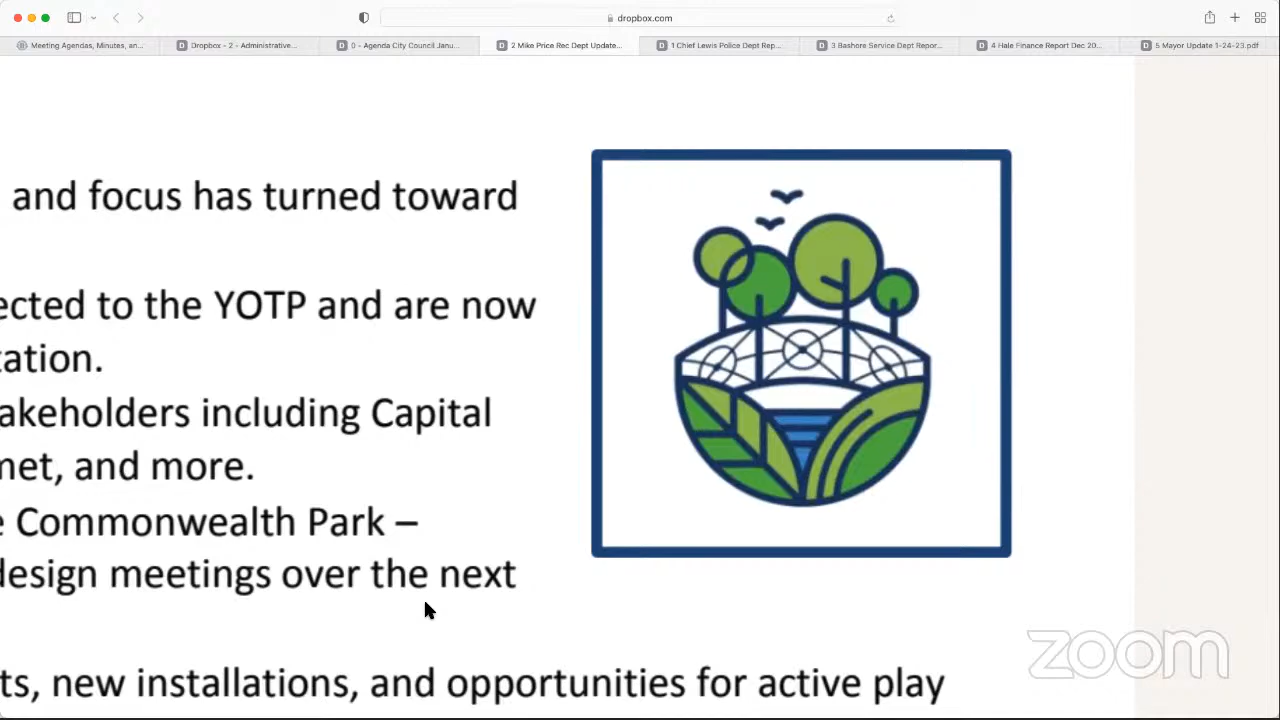 dropbox.com
Meeting Agendas, Minutes, an...
Dropbox - 2 - Administrative...
0 - Agenda City Council Janu...
2 Mike Price Rec Dept Update...
1 Chief Lewis Police Dept Rep...
3 Bashore Service Dept Repor...
4 Hale Finance Report Dec 20...
5 Mayor Update 1-24-23.pdf
and focus has turned toward
ected to the YOTP and are now
tation.
akeholders including Capital
met, and more.
e Commonwealth Park –
design meetings over the next
ts, new installations, and opportunities for active play
zoom